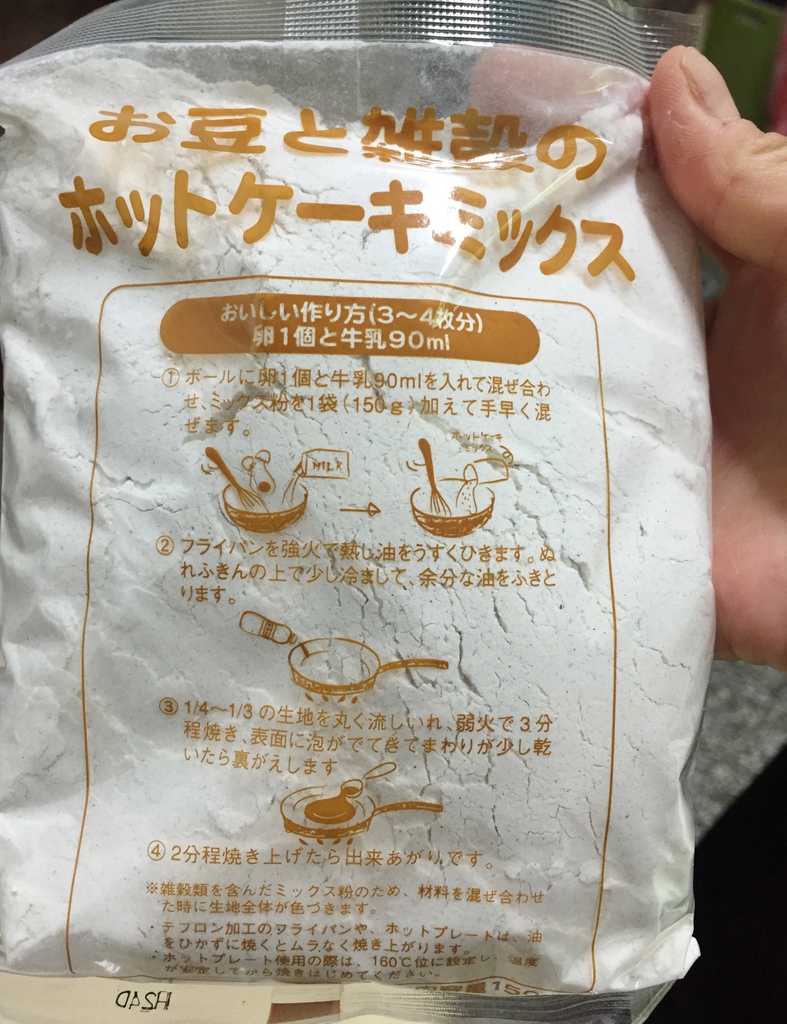 お豆と雑穀の
ホットケーキミックス
おいしい作り方(3〜4枚分)
卵1個と牛乳90ml
① ボールに卵1個と牛乳90mlを入れて混ぜ合わ
せ、ミックス粉を1袋(150g)加えて手早く混
ぜます。
ホットケーキ
ミックス
MILK
② フライパンを強火で熱し油をうすくひきます。ぬ
れふきんの上で少し冷まして、余分な油をふきと
ります。
③ 1/4〜1/3の生地を丸く流しいれ、弱火で3分
程焼き、表面に泡がでてきてまわりが少し乾
いたら裏がえします
④ 2分程焼き上げたら出来あがりです。
※雑穀類を含んだミックス粉のため、材料を混ぜ合わせ
た時に生地全体が色づきます。
・テフロン加工のフライパンや、ホットプレートは、油
をひかずに焼くとムラなく焼き上がります。
・ホットプレート使用の際は、160℃位に設定し、温度
が安定してから焼きはじめてください。